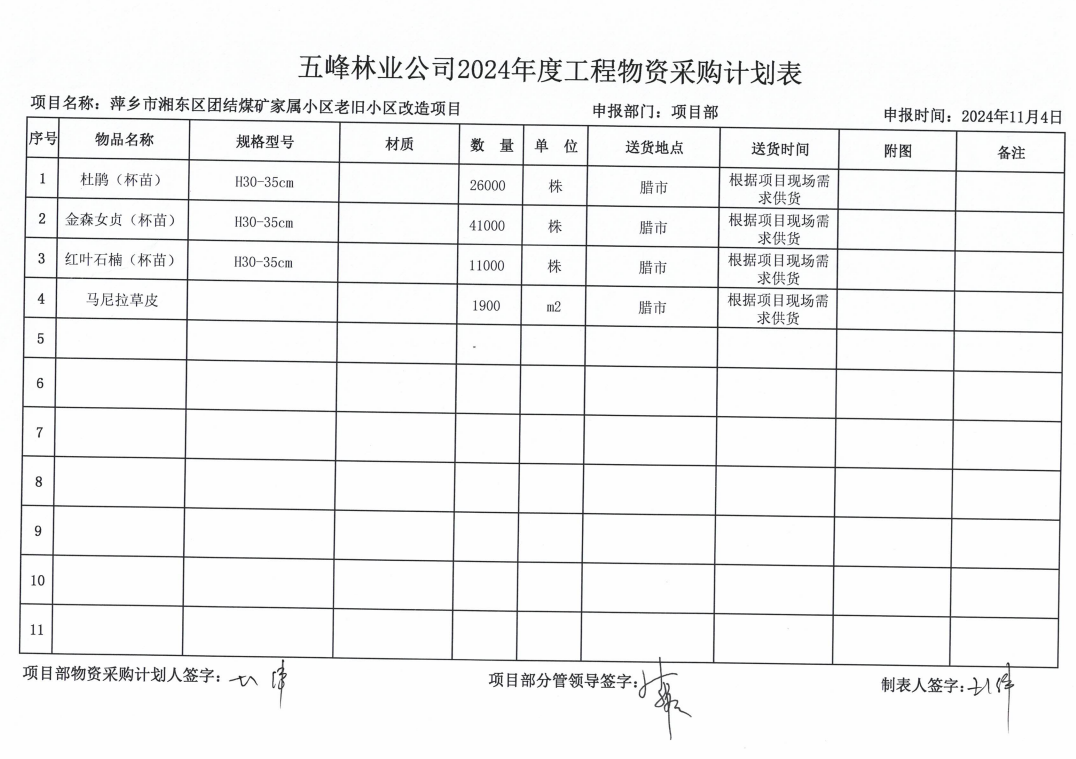 五峰林业公司2024年度工程物资采购计划表
项目名称：萍乡市湘东区团结煤矿家属小区老旧小区改造项目 申报部门：项目部 申报时间：2024年11月4日
序号 物品名称 规格型号 材质 数 量 单 位 送货地点 送货时间 附图 备注
1 杜鹃（杯苗） H30-35cm 26000 株 腊市 根据项目现场需
求供货
2 金森女贞（杯苗） H30-35cm 41000 株 腊市 根据项目现场需
求供货
3 红叶石楠（杯苗） H30-35cm 11000 株 腊市 根据项目现场需
求供货
4 马尼拉草皮 1900 m2 腊市 根据项目现场需
求供货
5
6
7
8
9
10
11
项目部物资采购计划人签字： 项目部分管领导签字： 制表人签字：